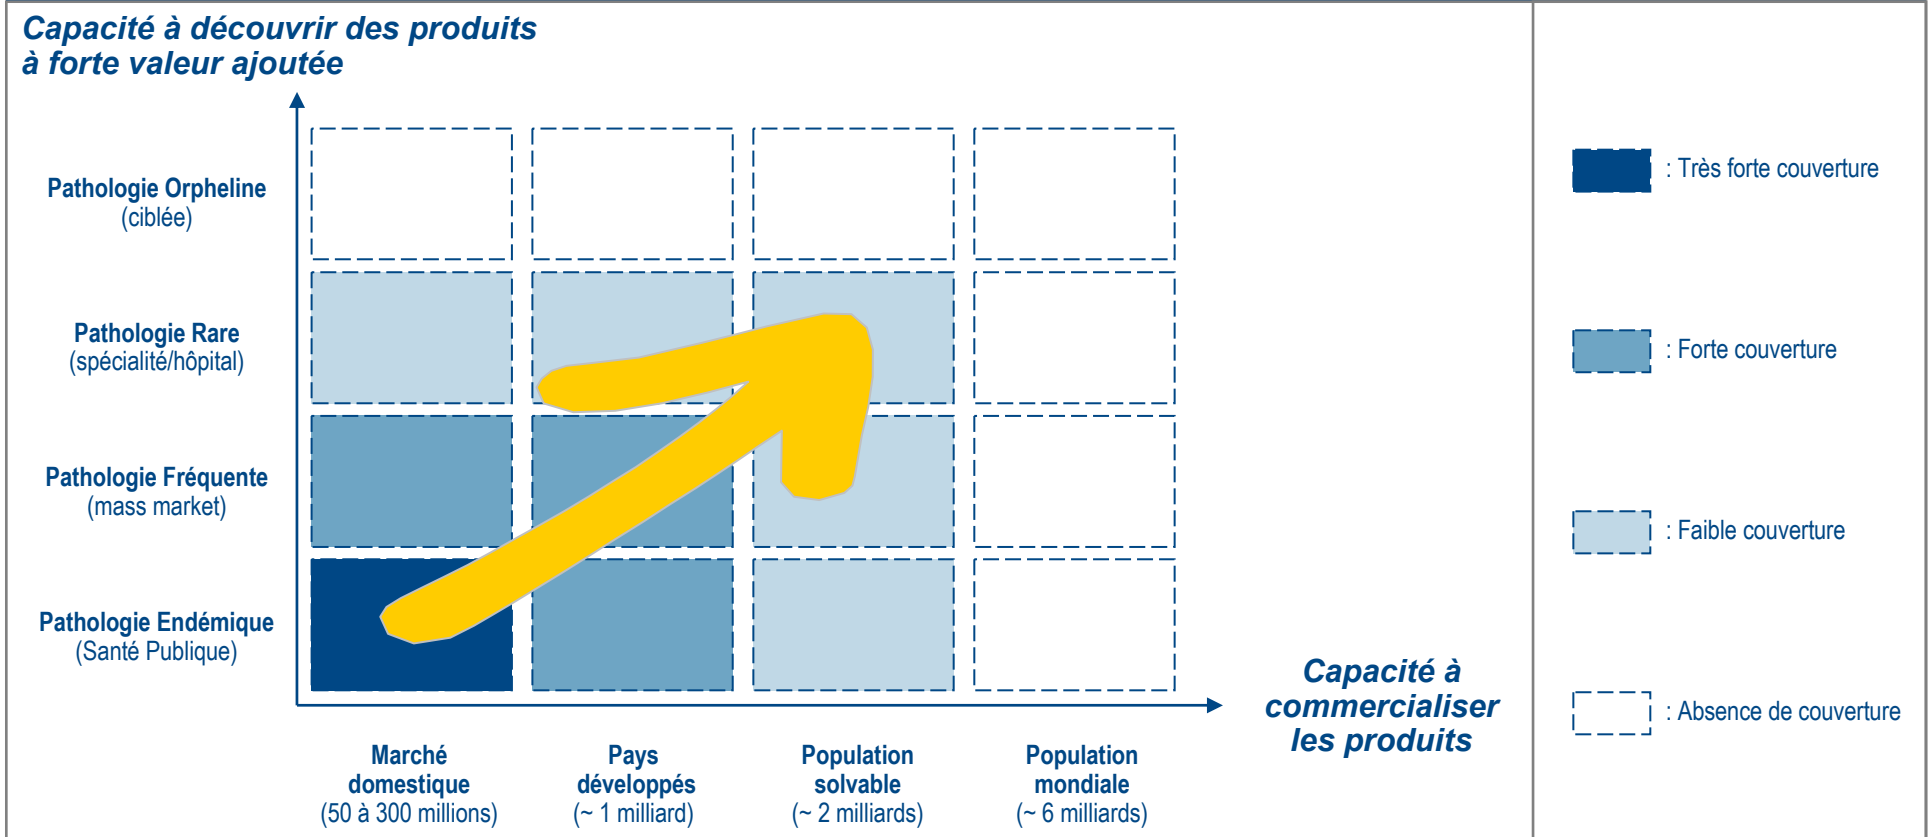 Capacité à découvrir des produits
à forte valeur ajoutée
Pathologie Orpheline
(ciblée)
Pathologie Rare
(spécialité/hôpital)
Pathologie Fréquente
(mass market)
Pathologie Endémique
(Santé Publique)
Marché
domestique
(50 à 300 millions)
Pays
développés
(~ 1 milliard)
Population
solvable
(~ 2 milliards)
Population
mondiale
(~ 6 milliards)
Capacité à
commercialiser
les produits
: Très forte couverture
: Forte couverture
: Faible couverture
: Absence de couverture